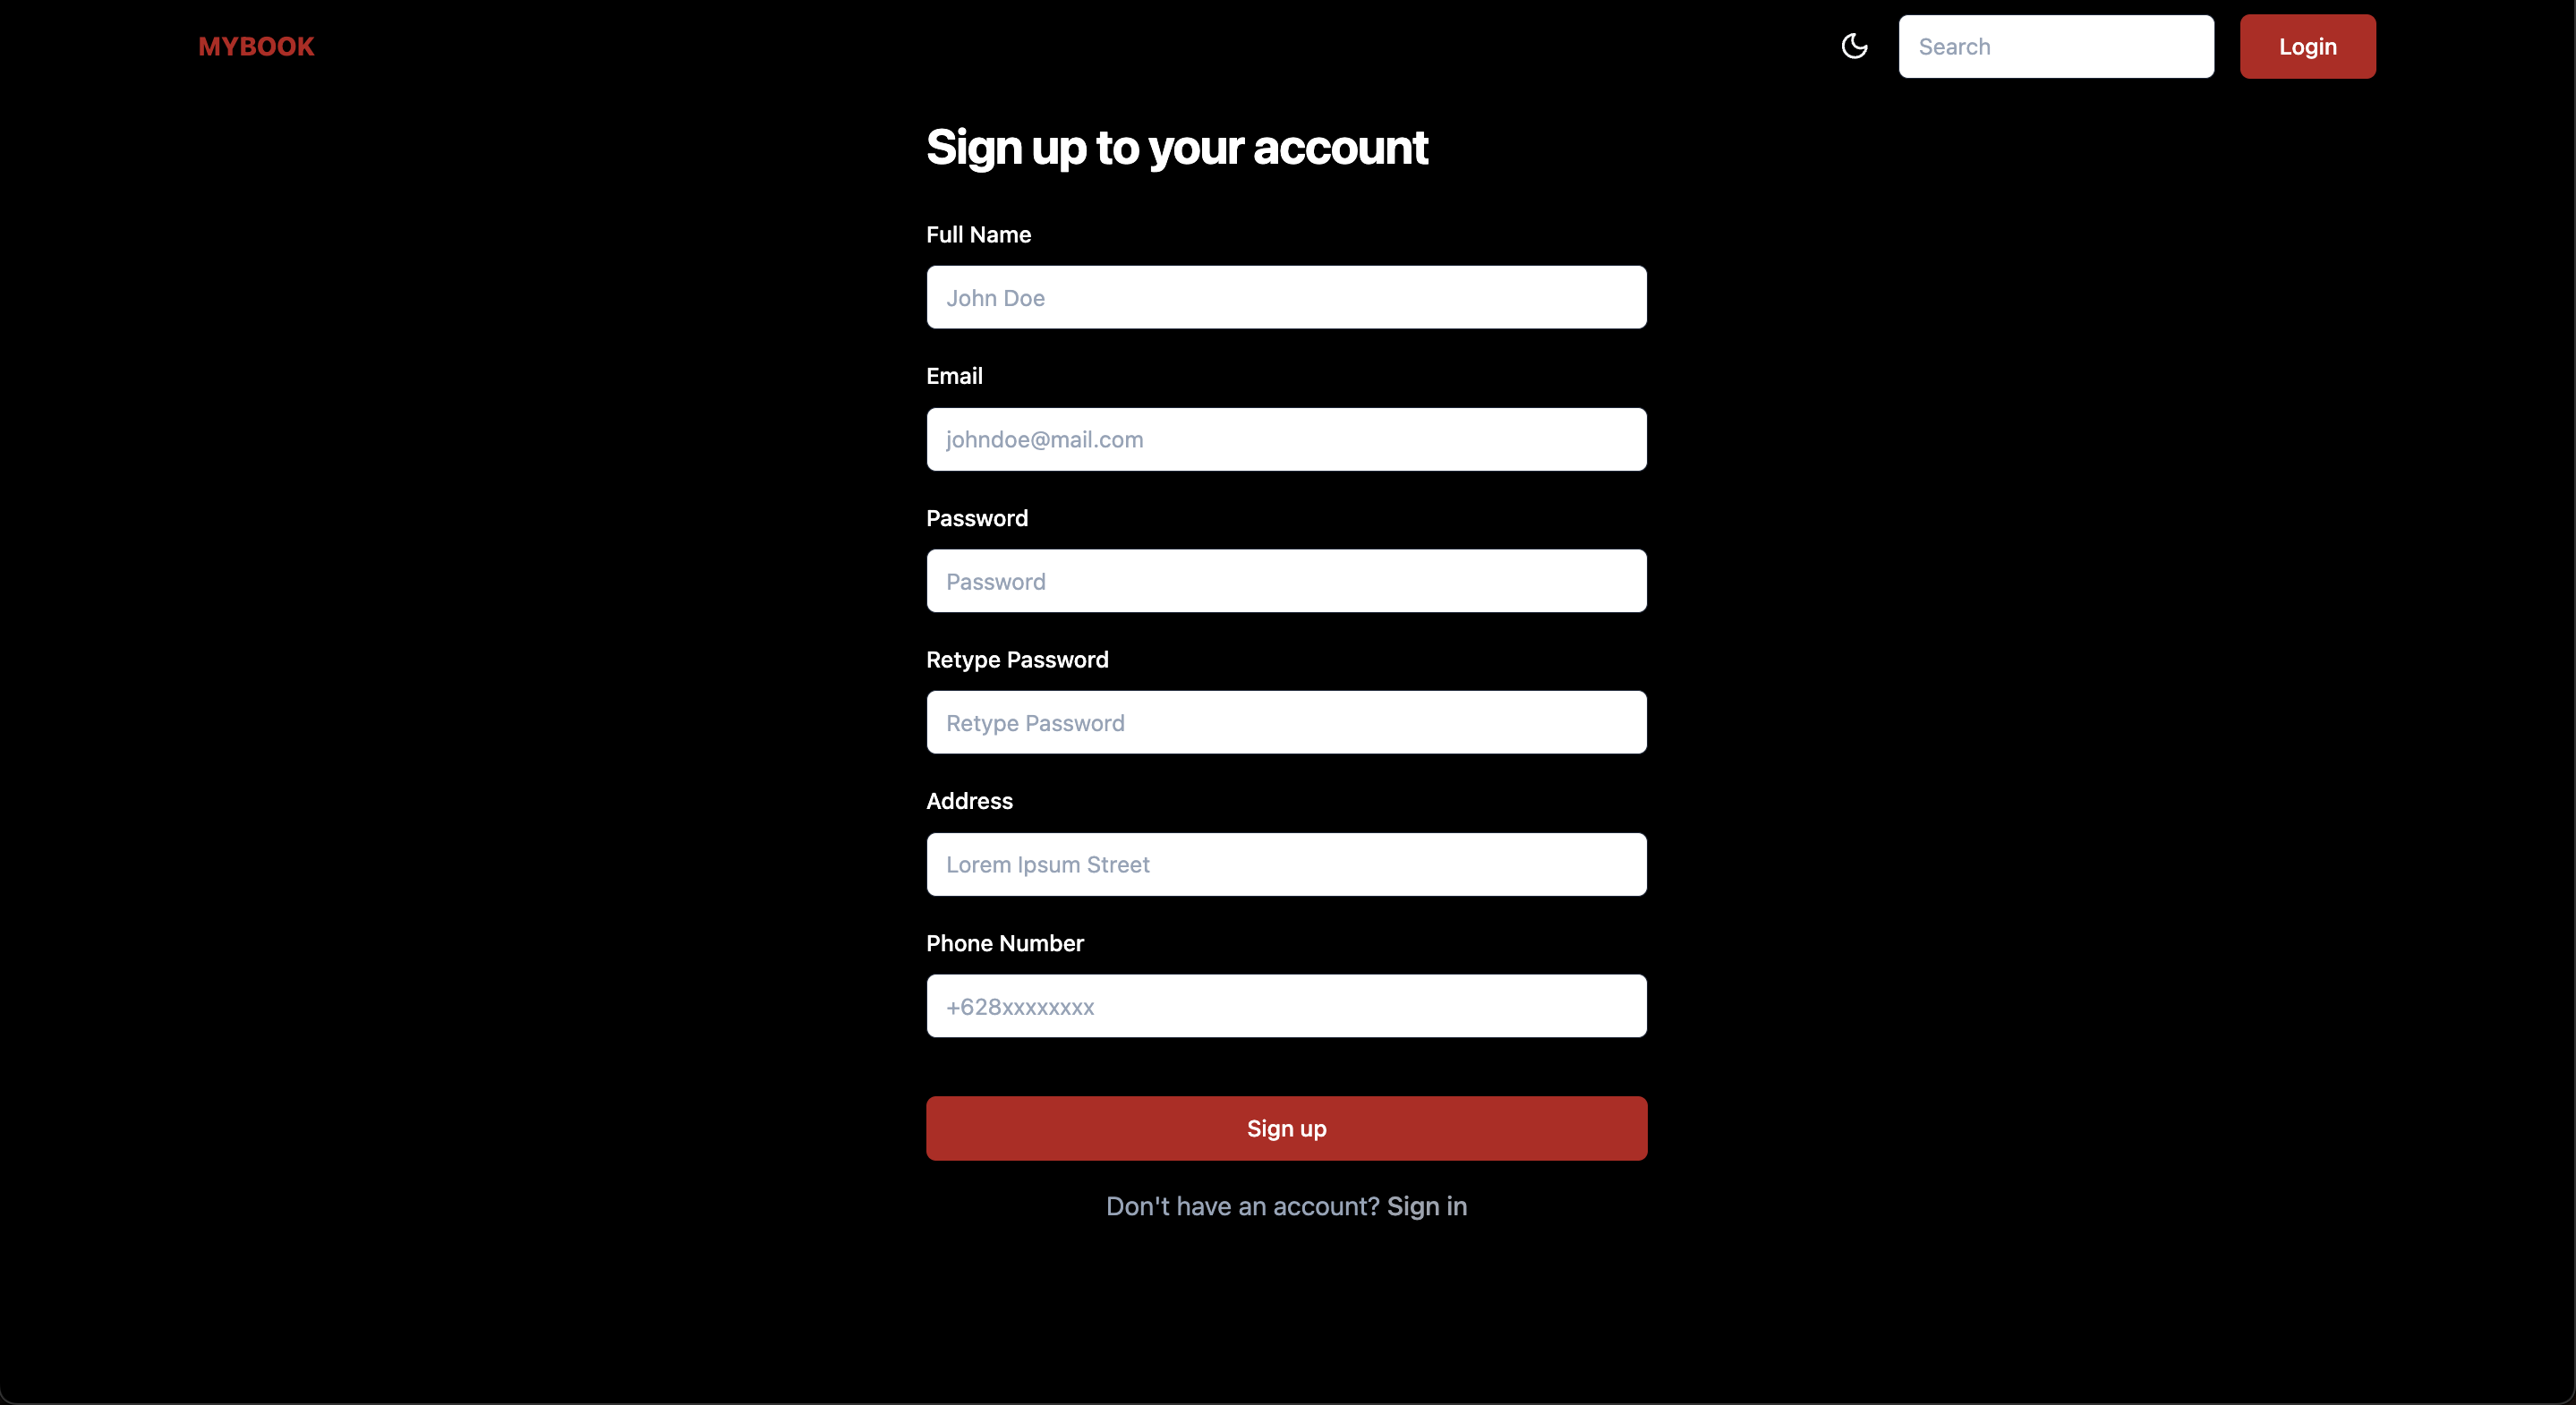 MYBOOK
Search
Login
Sign up to your account
Full Name
John Doe
Email
johndoe@mail.com
Password
Password
Retype Password
Retype Password
Address
Lorem Ipsum Street
Phone Number
+628xxxxxxxx
Sign up
Don't have an account? Sign in